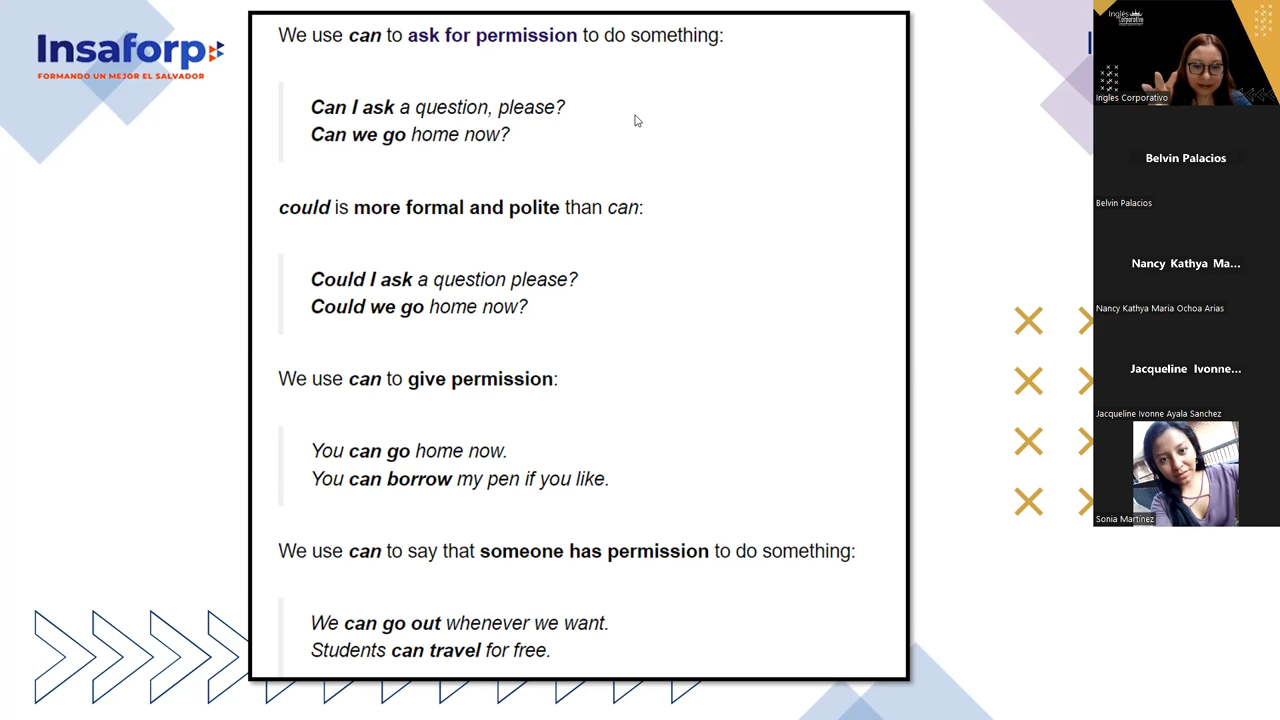 Insaforp
FORMANDO UN MEJOR EL SALVADOR
We use can to ask for permission to do something:
Can I ask a question, please?
Can we go home now?
could is more formal and polite than can:
Could I ask a question please?
Could we go home now?
We use can to give permission:
You can go home now.
You can borrow my pen if you like.
We use can to say that someone has permission to do something:
We can go out whenever we want.
Students can travel for free.
Inglés
Corporativo
Ingles Corporativo
Belvin Palacios
Belvin Palacios
Nancy Kathya Ma...
Nancy Kathya Maria Ochoa Arias
Jacqueline Ivonne...
Jacqueline Ivonne Ayala Sanchez
Sonia Martínez